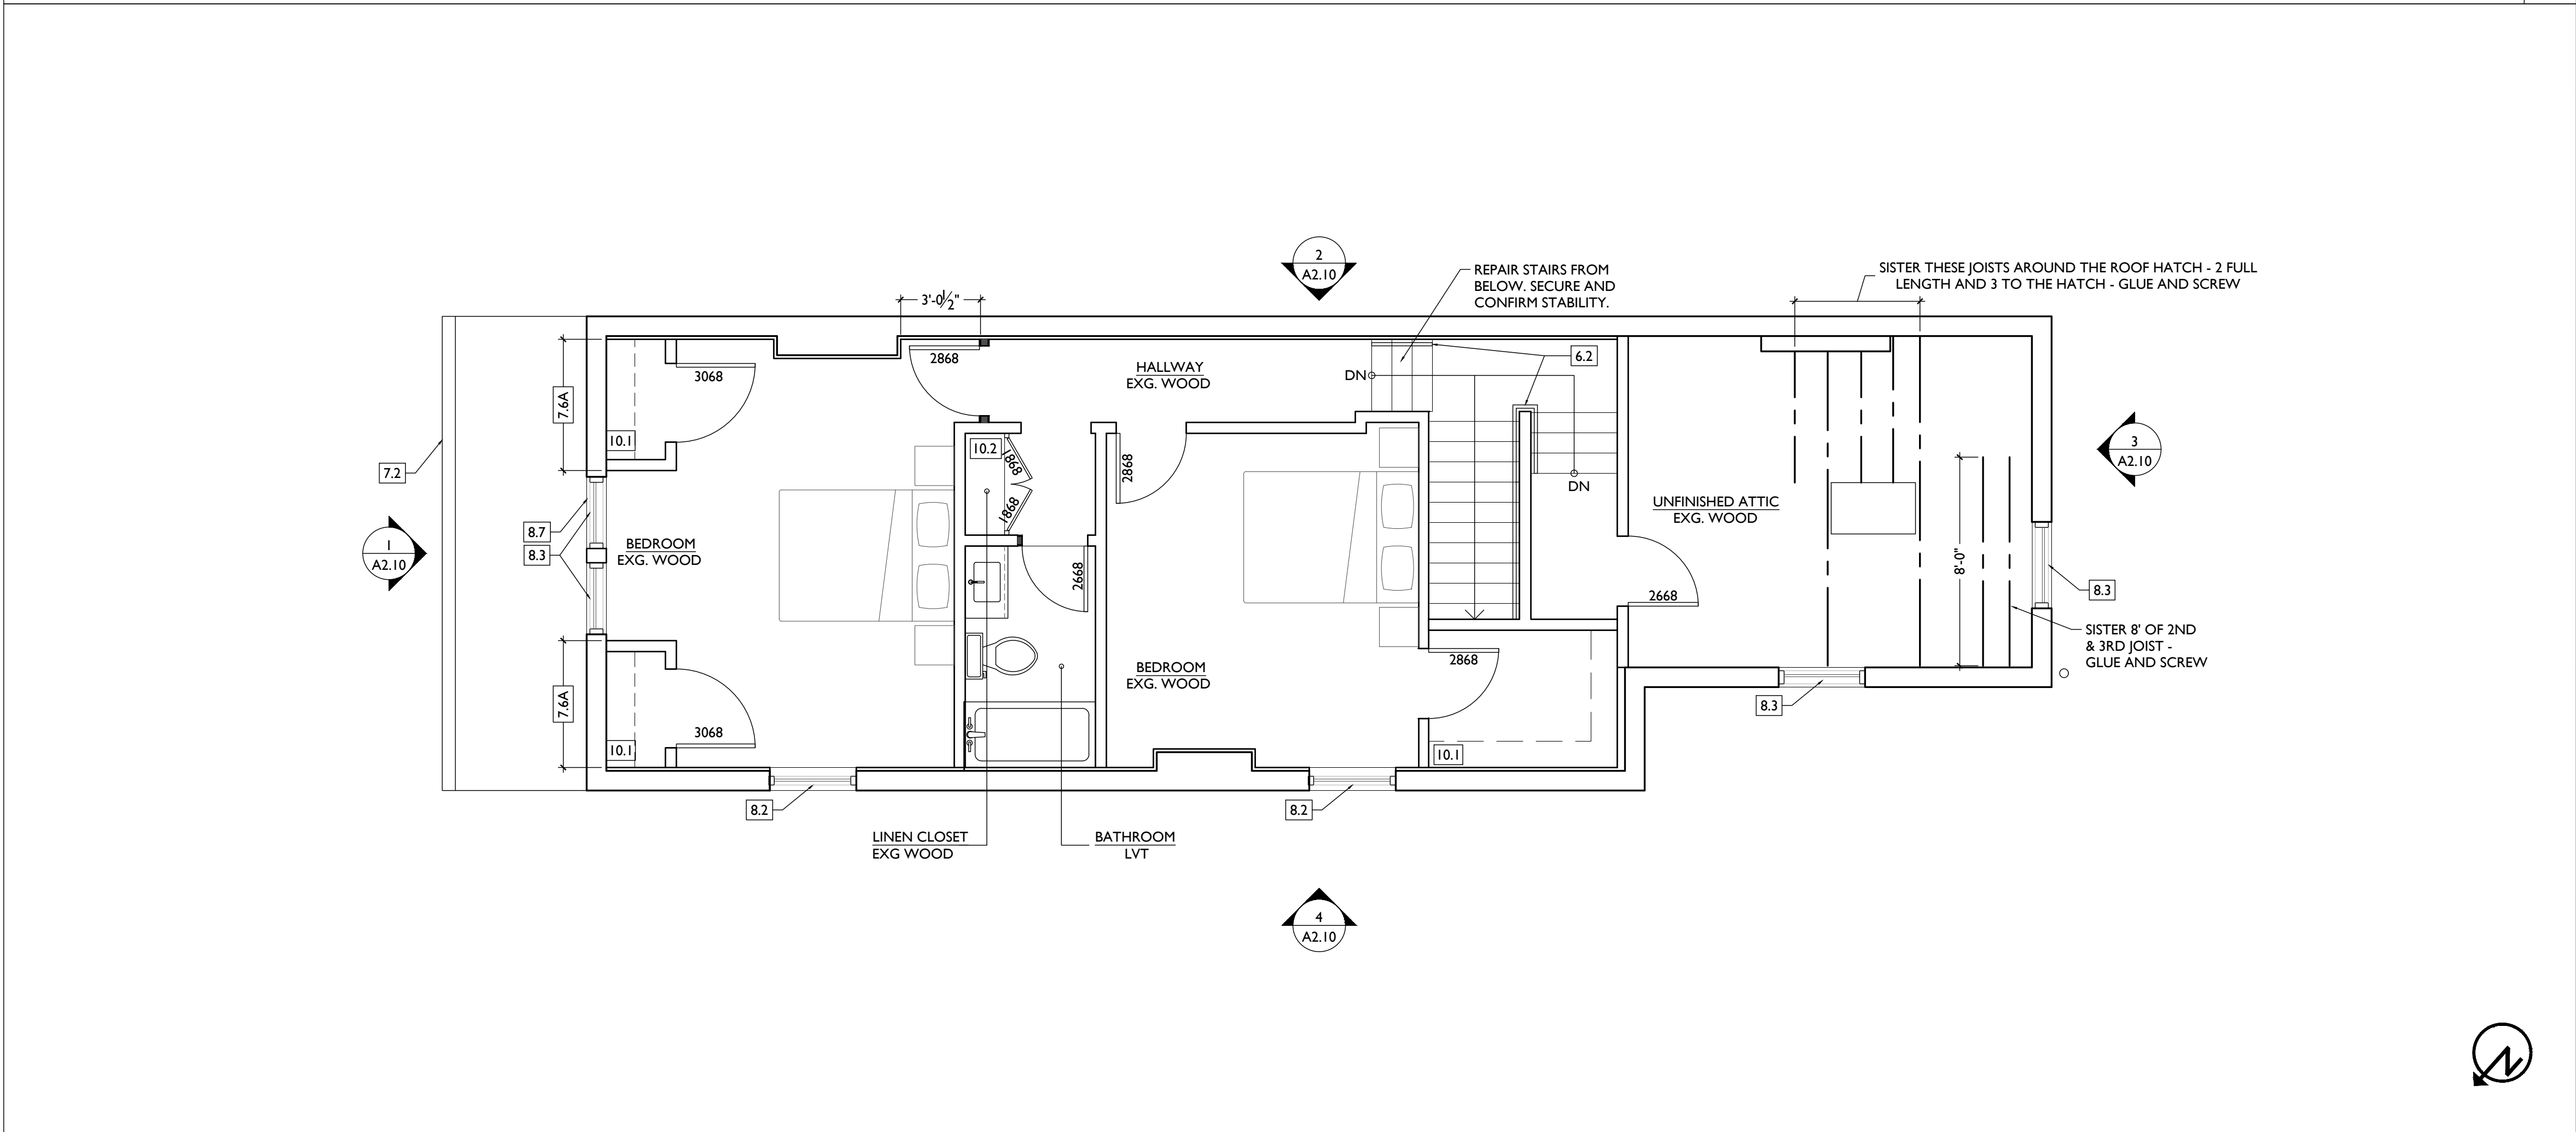 2
A2.10
REPAIR STAIRS FROM
BELOW. SECURE AND
CONFIRM STABILITY.
SISTER THESE JOISTS AROUND THE ROOF HATCH - 2 FULL
LENGTH AND 3 TO THE HATCH - GLUE AND SCREW
3'-0½"
2868
3068
HALLWAY
EXG. WOOD
DN
6.2
7.6A
10.1
10.2
1868
1868
2868
7.2
3
A2.10
DN
UNFINISHED ATTIC
EXG. WOOD
8.7
8.3
1
A2.10
BEDROOM
EXG. WOOD
2668
8'-0"
2668
8.3
SISTER 8' OF 2ND
& 3RD JOIST -
GLUE AND SCREW
BEDROOM
EXG. WOOD
2868
7.6A
3068
10.1
10.1
8.3
8.2
8.2
LINEN CLOSET
EXG WOOD
BATHROOM
LVT
4
A2.10
N